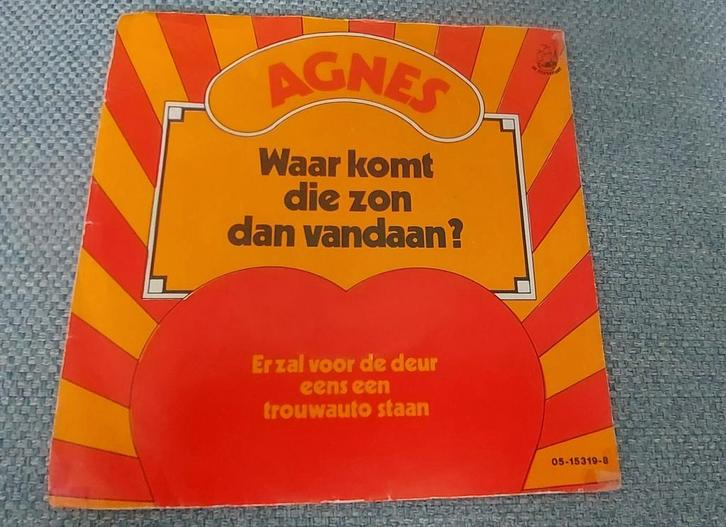 AGNES
Waar komt
die zon
dan vandaan?
Er zal voor de deur
eens een
trouwauto staan
05-15319-8